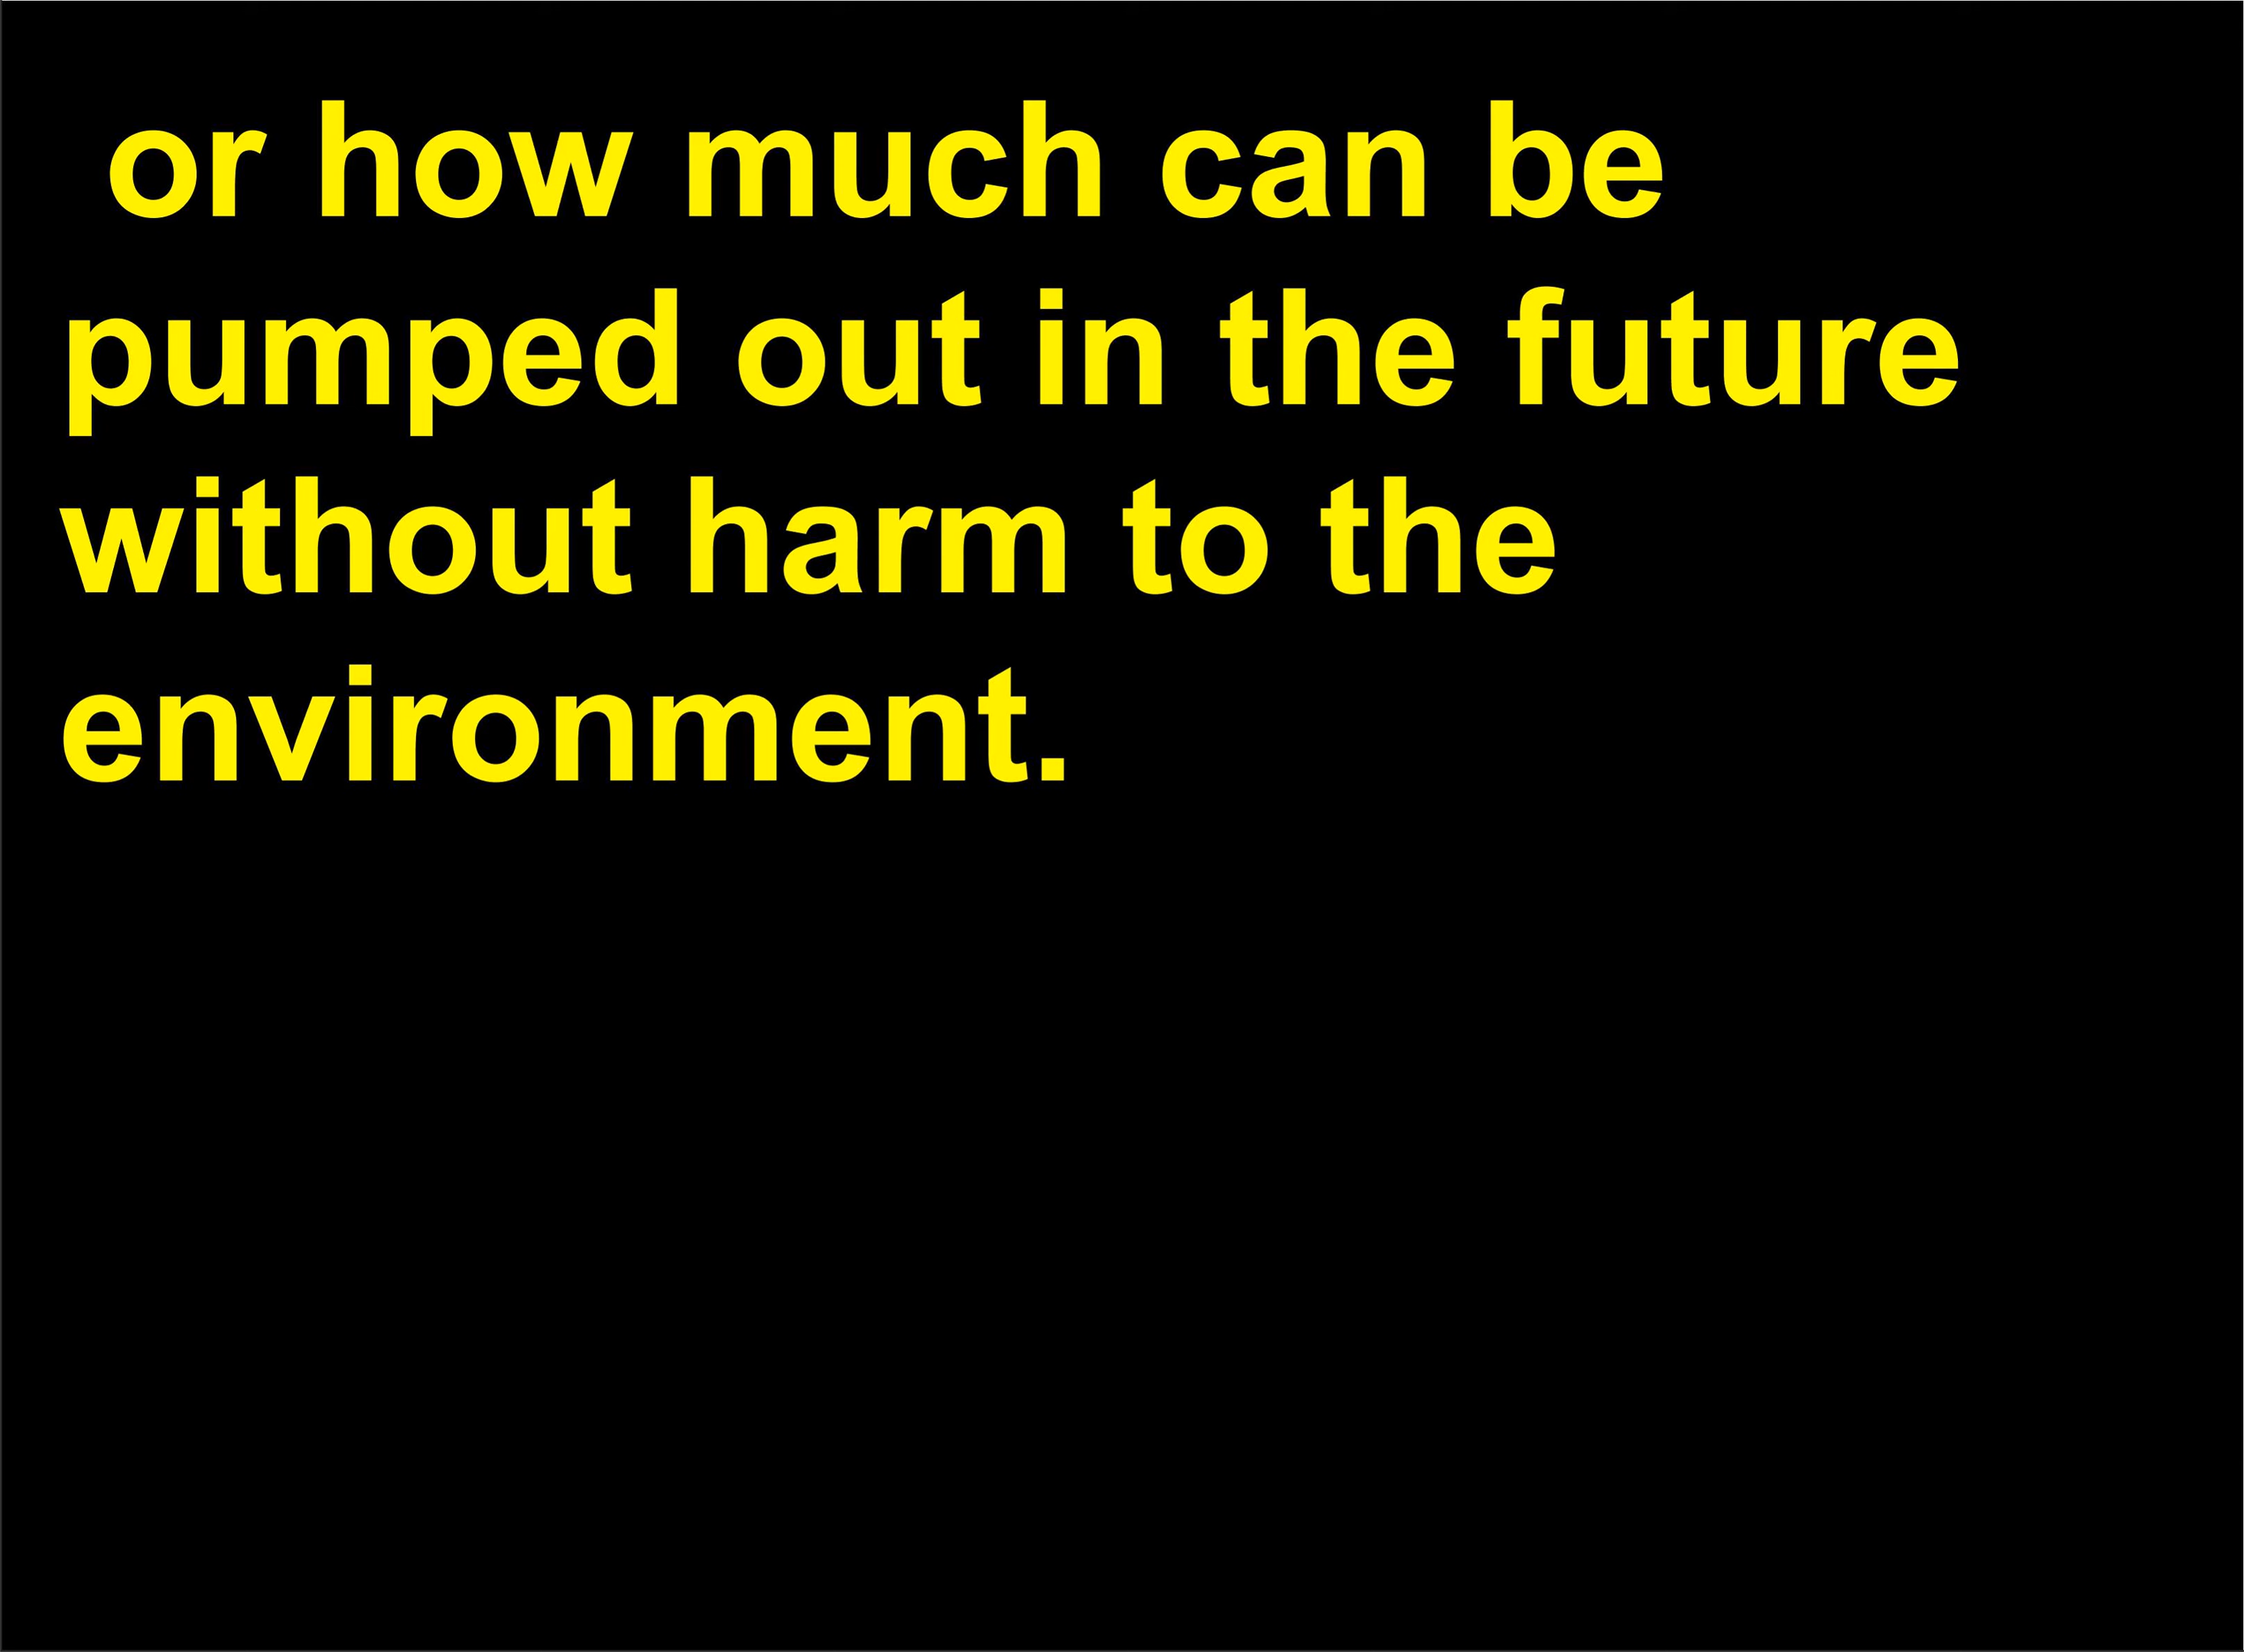 or how much can be
pumped out in the future
without harm to the
environment.